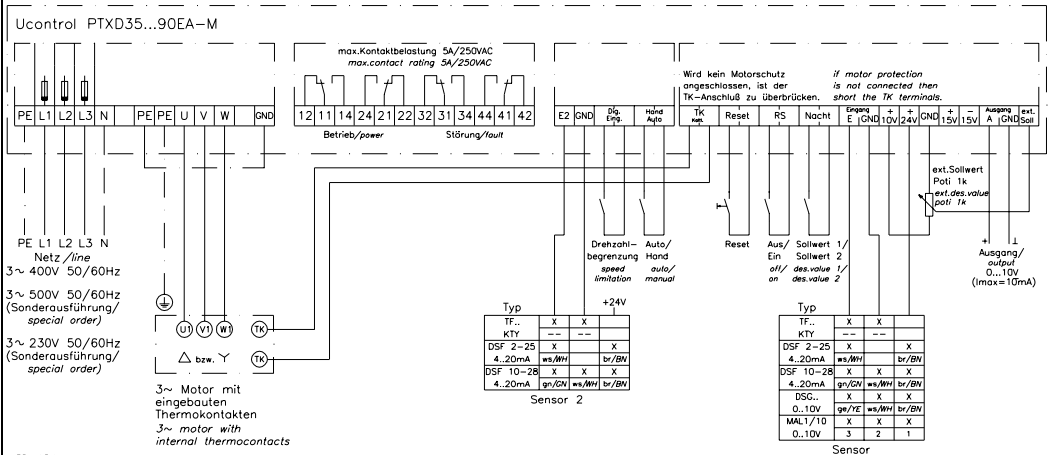 Ucontrol PTXD35...90EA-M
max.Kontaktbelastung 5A/250VAC
max.contact rating 5A/250VAC
Wird kein Motorschutz
angeschlossen, ist der
TK-Anschluß zu überbrücken.
if motor protection
is not connected then
short the TK terminals.
PE L1 L2 L3 N PE PE U V W GND
12 11 14 24 21 22 32 31 34 44 41 42
Betrieb/power Störung/fault
E2 GND Dig. Eing. Hand Auto
TK Kont. Reset RS Nacht Eingang E GND + 10V + 24V GND + 15V - 15V Ausgang A GND ext. Soll
ext.Sollwert
Poti 1k
ext.des.value
poti 1k
PE L1 L2 L3 N
Netz/line
3~ 400V 50/60Hz
3~ 500V 50/60Hz
(Sonderausführung/
special order)
3~ 230V 50/60Hz
(Sonderausführung/
special order)
U1 V1 W1 TK
△ bzw. Y TK
3~ Motor mit
eingebauten
Thermokontakten
3~ motor with
internal thermocontacts
Drehzahl-
begrenzung
speed
limitation
Auto/
Hand
auto/
manual
Reset
Aus/
Ein
off/
on
Sollwert 1/
Sollwert 2
des.value 1/
des.value 2
+ ⊥
Ausgang/
output
0...10V
(Imax=10mA)
Typ +24V
TF.. X X
KTY -- --
DSF 2-25 X X
4..20mA ws/WH br/BN
DSF 10-28 X X X
4..20mA gn/GN ws/WH br/BN
Sensor 2
Typ
TF.. X X
KTY -- --
DSF 2-25 X X
4..20mA ws/WH br/BN
DSF 10-28 X X X
4..20mA gn/GN ws/WH br/BN
DSG.. X X X
0..10V ge/YE ws/WH br/BN
MAL1/10 X X X
0..10V 3 2 1
Sensor